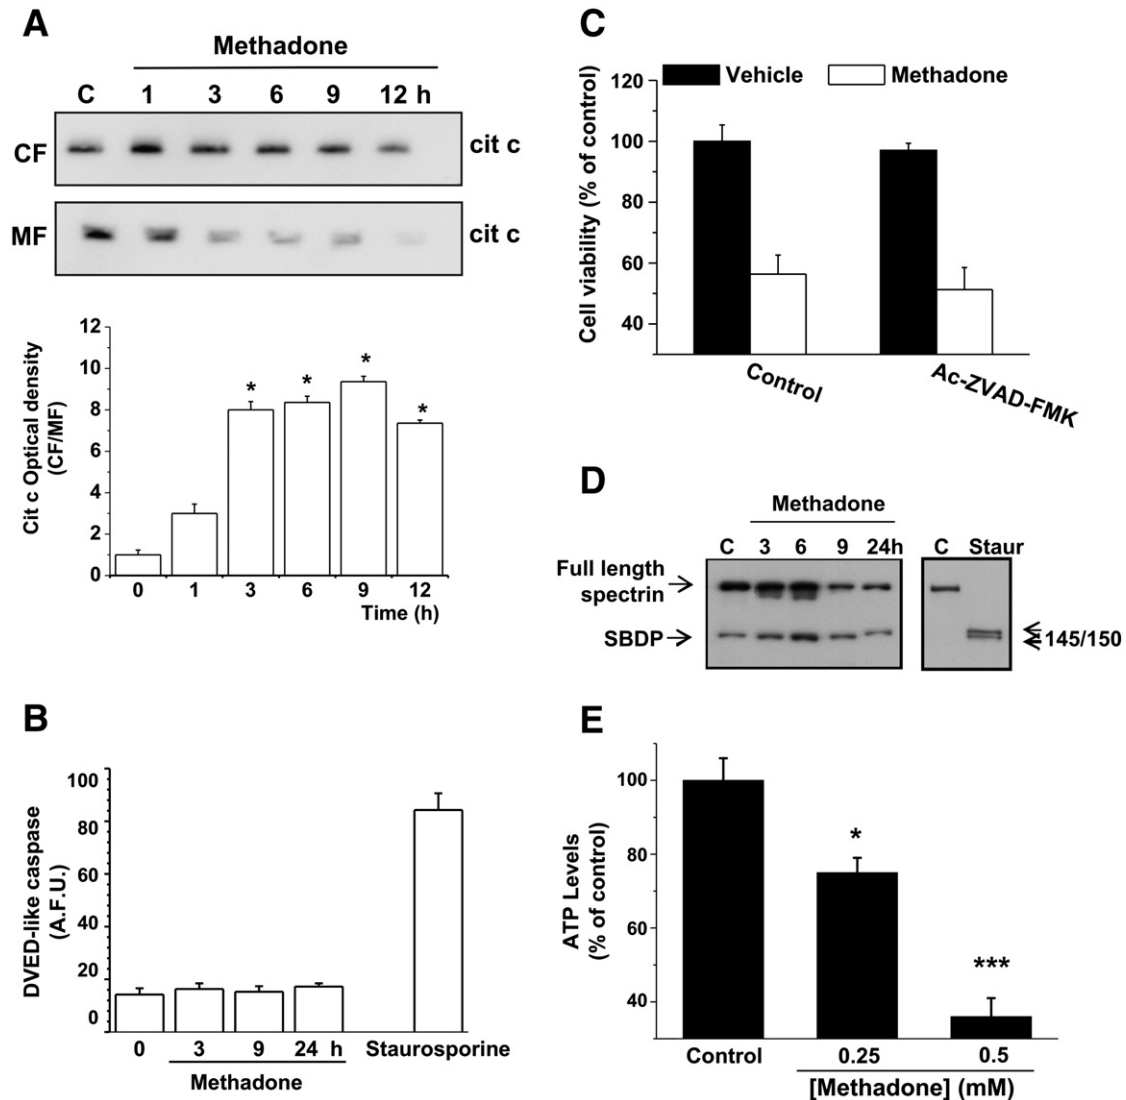 A
Methadone
C 1 3 6 9 12 h
CF
cit c
MF
cit c
12
10
8
6
4
2
0
Cit c Optical density
(CF/MF)
*
*
*
*
0 1 3 6 9 12
Time (h)
B
100
80
60
40
20
0
DVED-like caspase
(A.F.U.)
0 3 9 24 h Staurosporine
Methadone
C
Vehicle Methadone
120
100
80
60
40
Cell viability (% of control)
Control Ac-ZVAD-FMK
D
Methadone
C 3 6 9 24h C Staur
Full length
spectrin
SBDP
145/150
E
100
80
60
40
ATP Levels
(% of control)
*
***
Control 0.25 0.5
[Methadone] (mM)